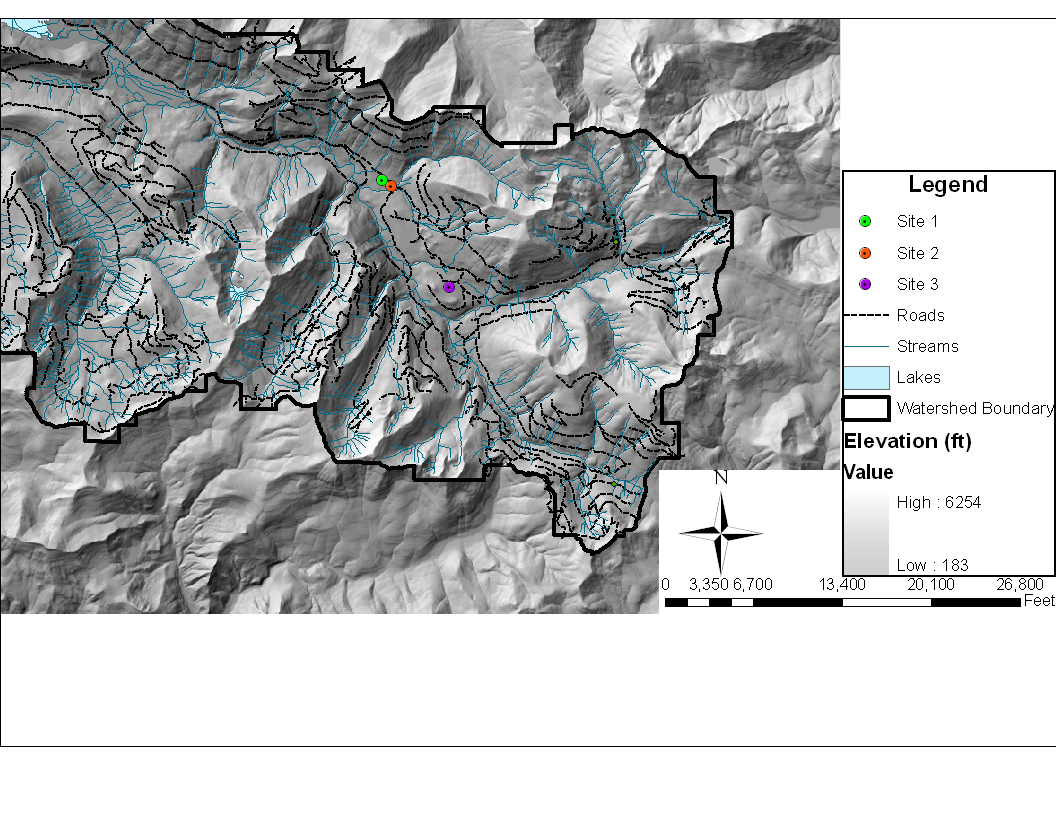 Legend
Site 1
Site 2
Site 3
Roads
Streams
Lakes
Watershed Boundary
Elevation (ft)
Value
High : 6254
Low : 183
N
0 3,350 6,700 13,400 20,100 26,800
Feet